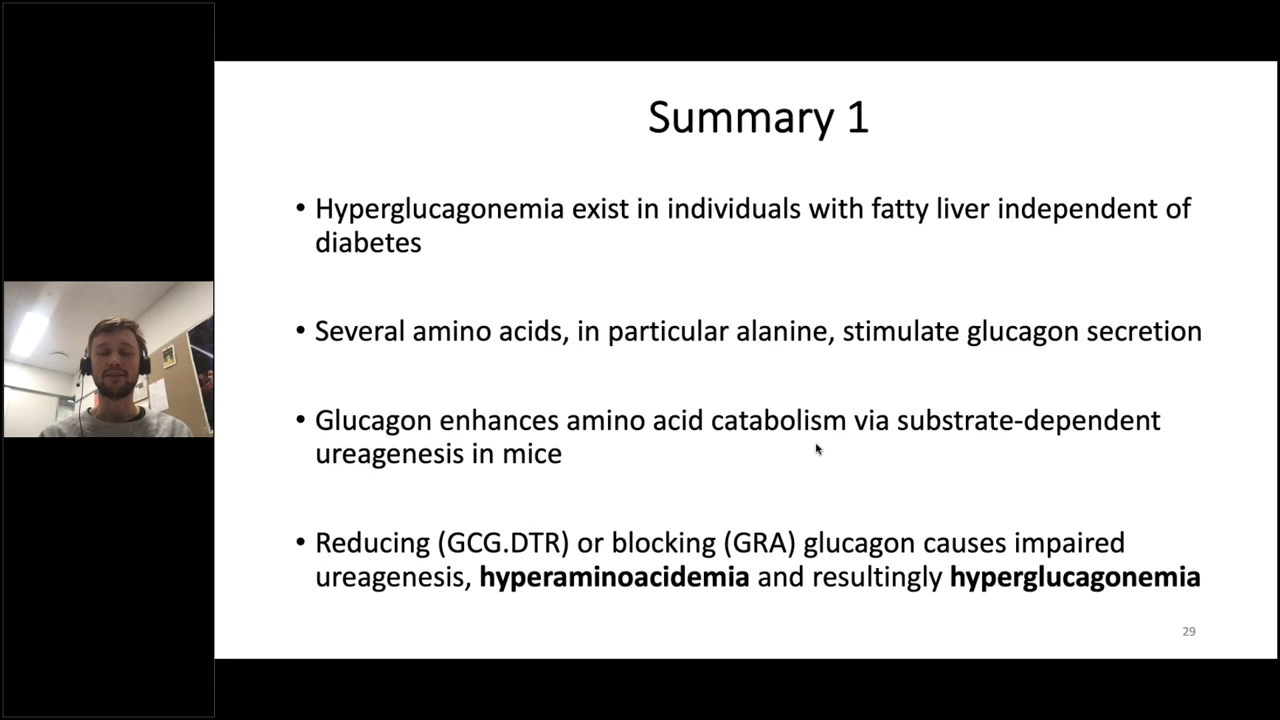 Summary 1
• Hyperglucagonemia exist in individuals with fatty liver independent of
diabetes
• Several amino acids, in particular alanine, stimulate glucagon secretion
• Glucagon enhances amino acid catabolism via substrate-dependent
ureagenesis in mice
• Reducing (GCG.DTR) or blocking (GRA) glucagon causes impaired
ureagenesis, hyperaminoacidemia and resultingly hyperglucagonemia
29